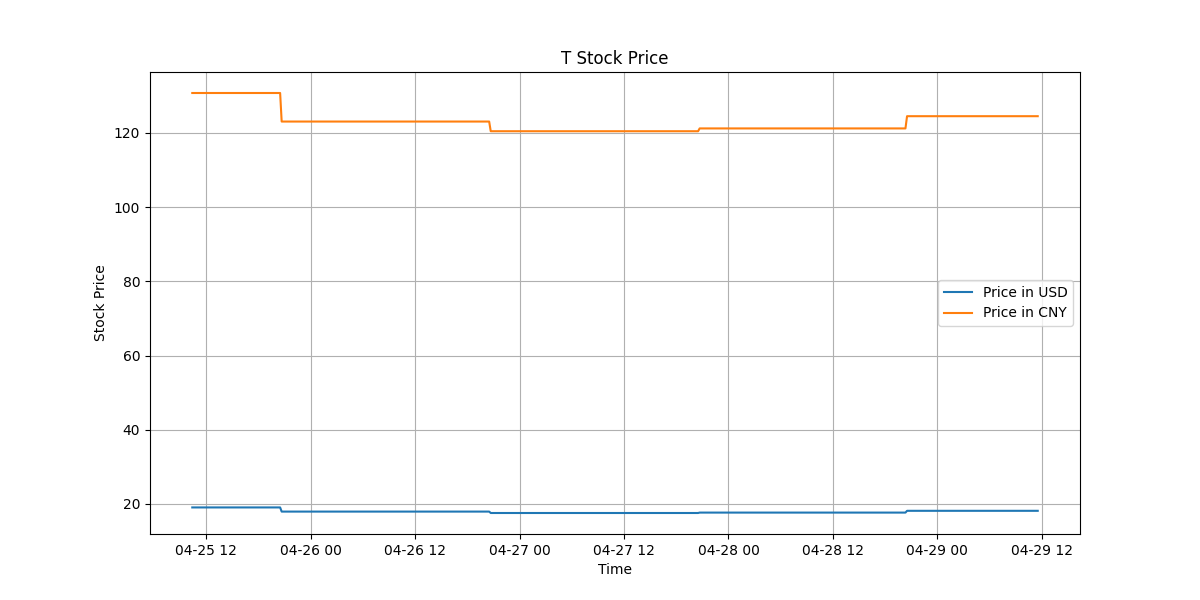 T Stock Price
Stock Price
120
100
80
60
40
20
Price in USD
Price in CNY
04-25 12 04-26 00 04-26 12 04-27 00 04-27 12 04-28 00 04-28 12 04-29 00 04-29 12
Time